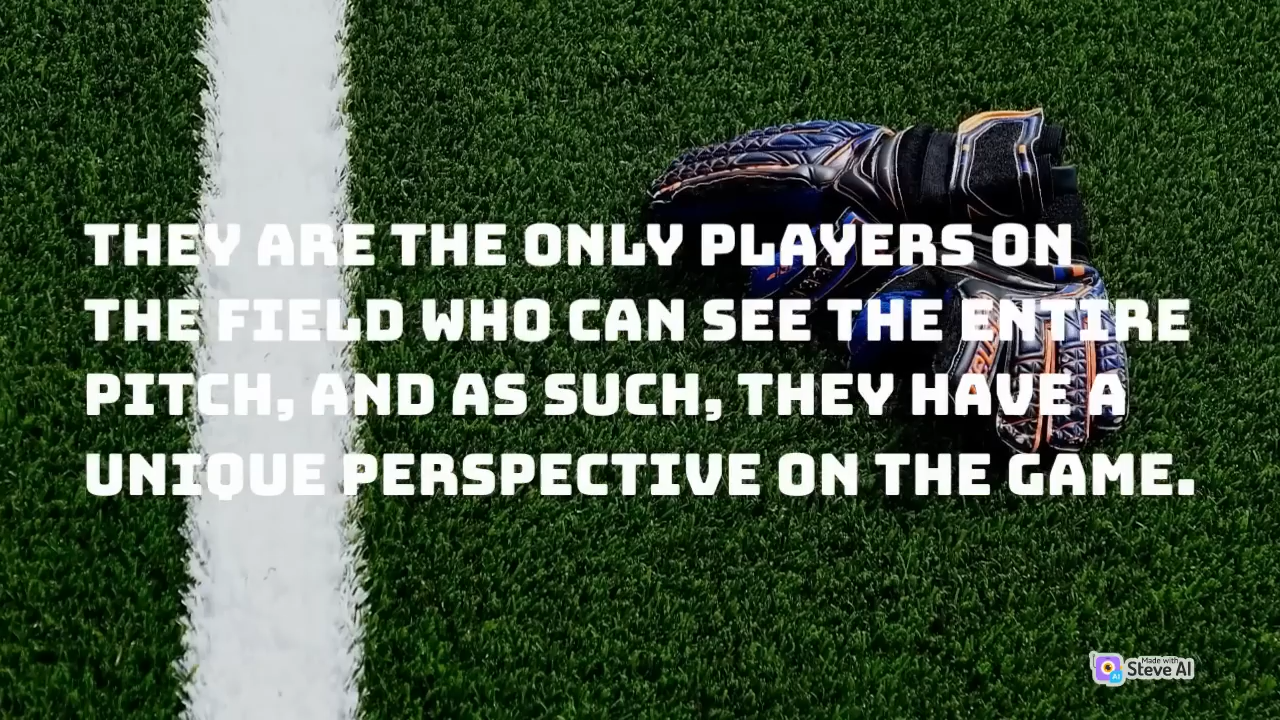 THEY ARE THE ONLY PLAYERS ON
THE FIELD WHO CAN SEE THE ENTIRE
PITCH, AND AS SUCH, THEY HAVE A
UNIQUE PERSPECTIVE ON THE GAME.
Made with
Steve AI